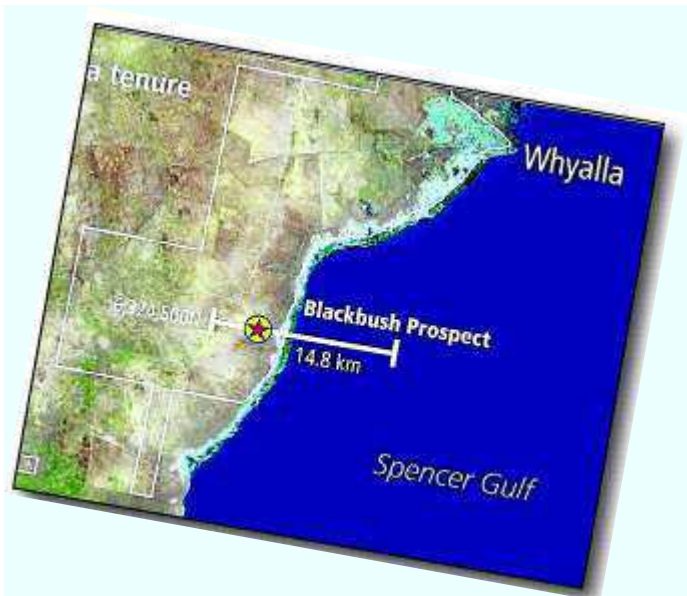 a tenure
Whyalla
Blackbush Prospect
14.8 km
Spencer Gulf